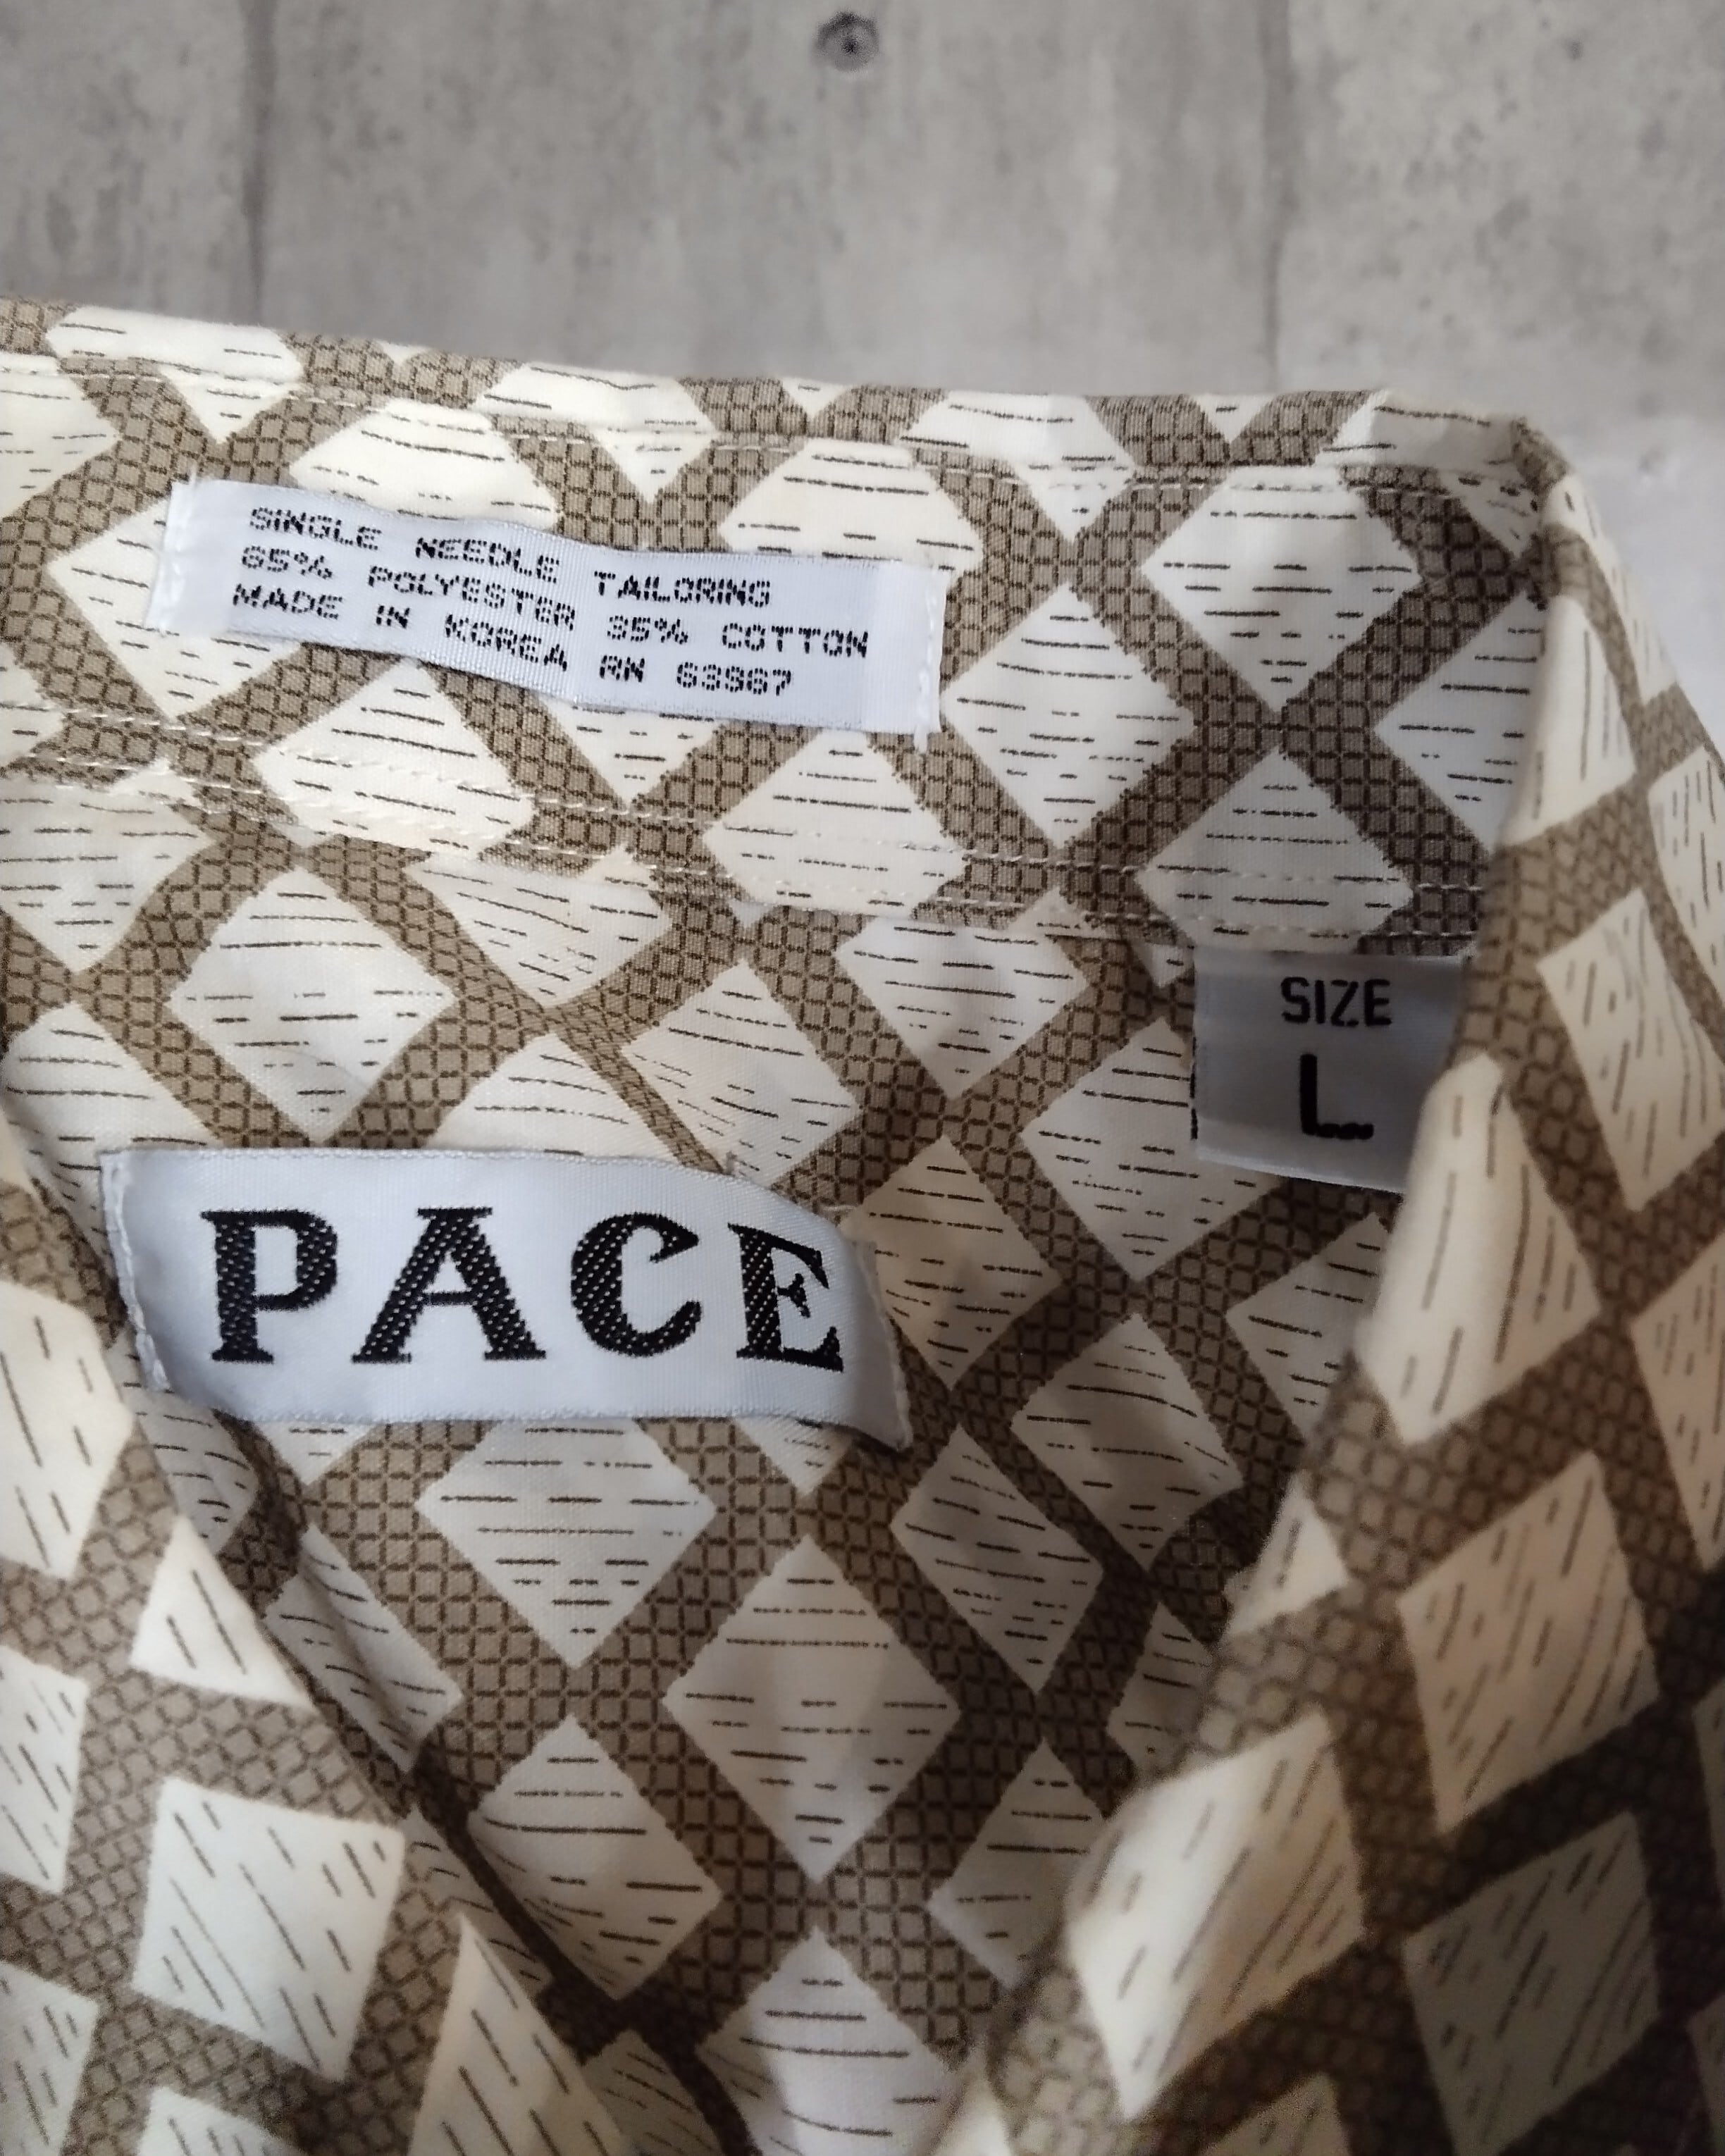 SINGLE NEEDLE TAILORING
65% POLYESTER 35% COTTON
MADE IN KOREA RN 63967
SIZE
L
PACE